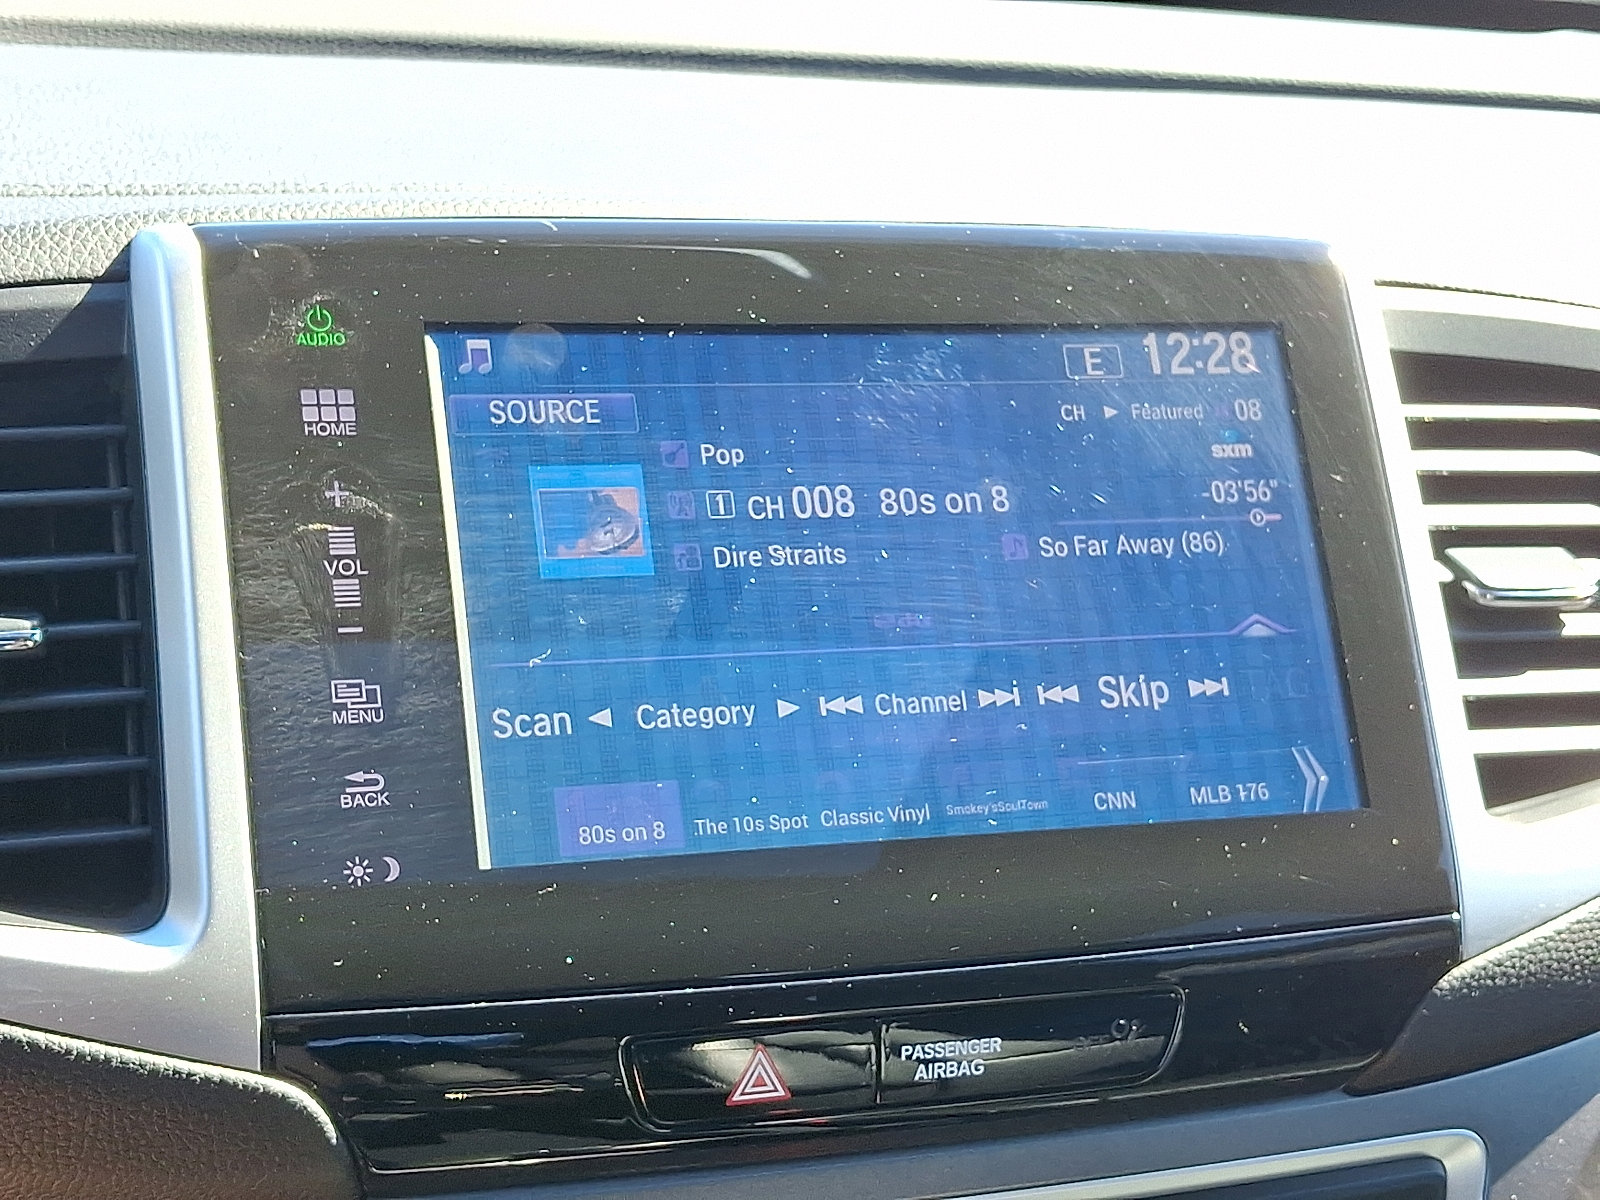 AUDIO
HOME
+
VOL
-
MENU
BACK
E 12:28
SOURCE
CH ► Featured 08
sxm
Pop
-03'56"
1 CH 008 80s on 8
Dire Straits
So Far Away (86)
Scan ◄ Category ► |◄◄ Channel ►►| |◄◄ Skip ►►|
80s on 8 The 10s Spot Classic Vinyl Smokey'sSoulTown CNN MLB 176
PASSENGER
AIRBAG